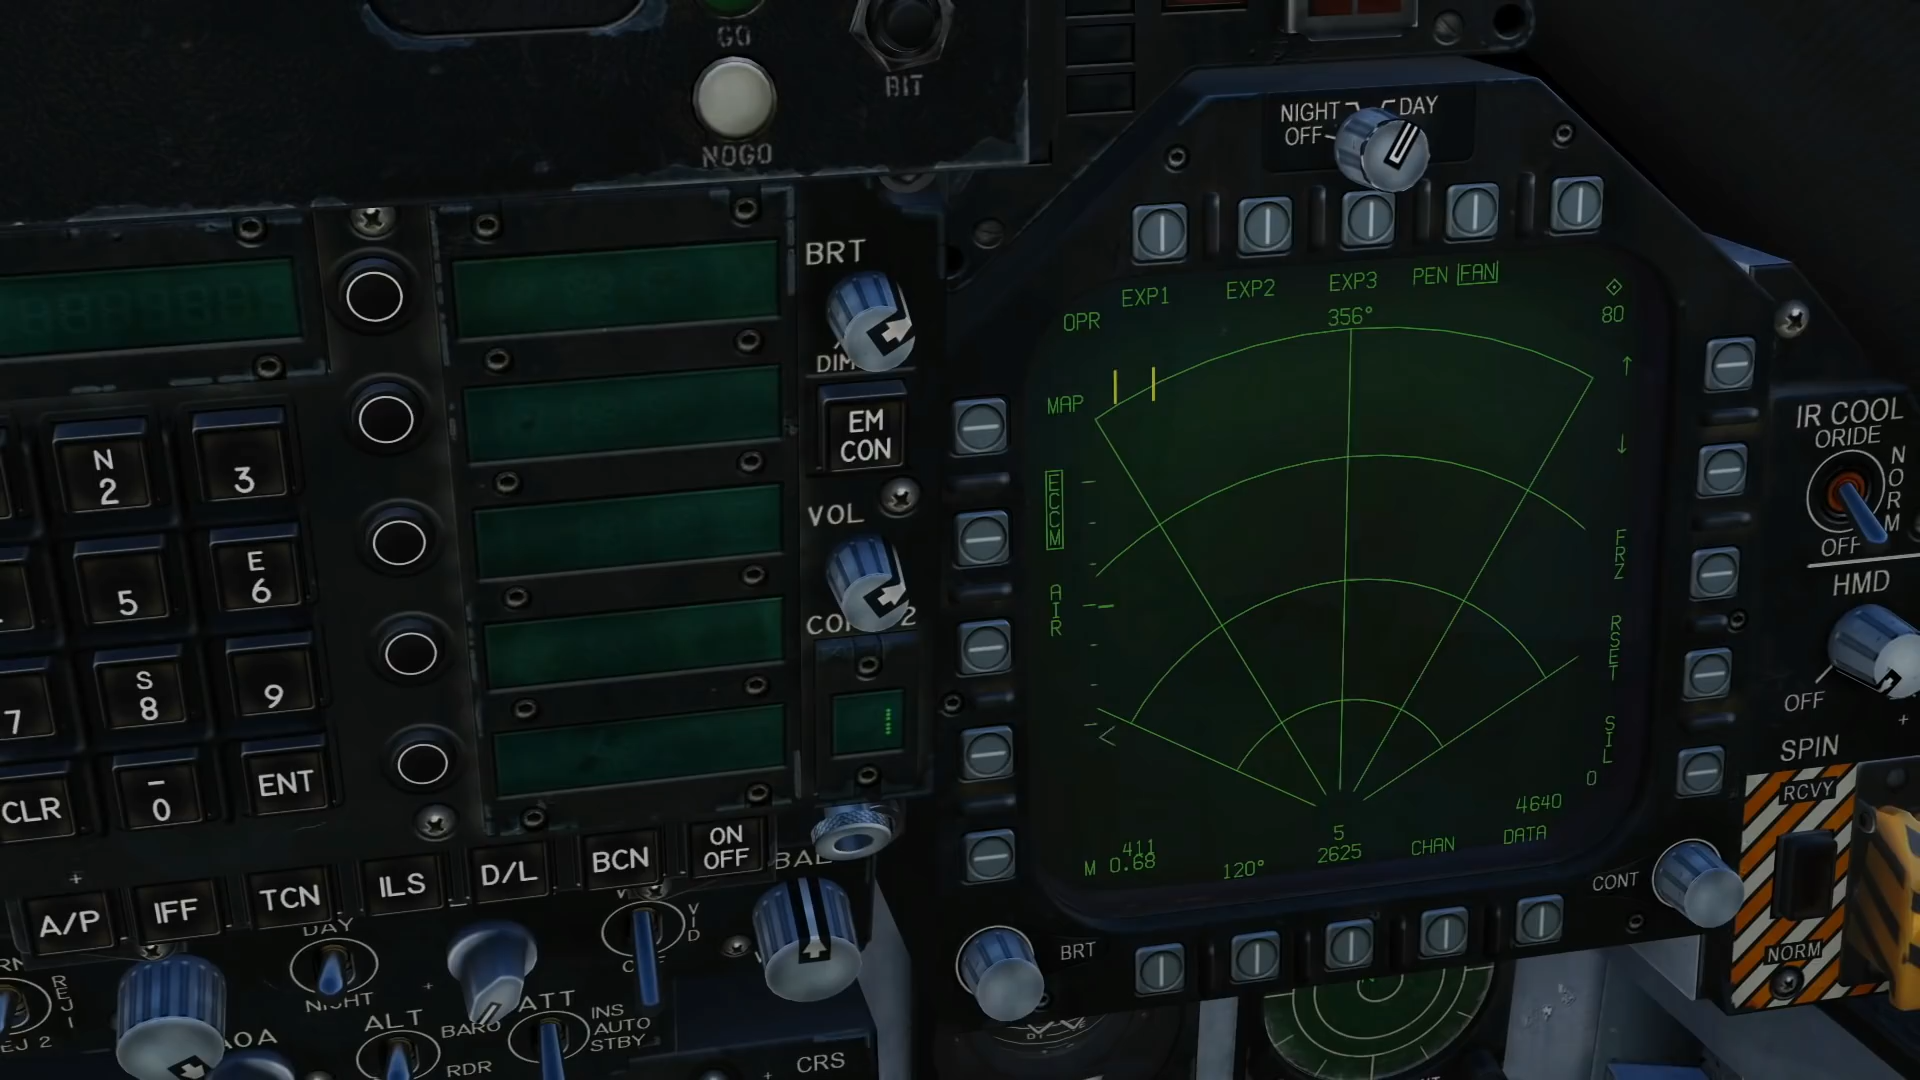 GO
NOGO
BIT
NIGHT DAY
OFF
BRT
EM
CON
VOL
N
2
3
5
E
6
7
S
8
9
CLR
-
0
ENT
A/P
IFF
TCN
ILS
D/L
BCN
ON
OFF
BAL
DAY
NIGHT
ALT
BARO
RDR
ATT
INS
AUTO
STBY
VID
CRS
EXP1 EXP2 EXP3 PEN FAN
OPR 356° 80
MAP
ECCM
AIR
FRZ
RSET
SIL
0
4640
411 5
M 0.68 120° 2625 CHAN DATA
BRT
CONT
IR COOL
ORIDE
NORM
OFF
HMD
OFF
SPIN
RCVY
NORM